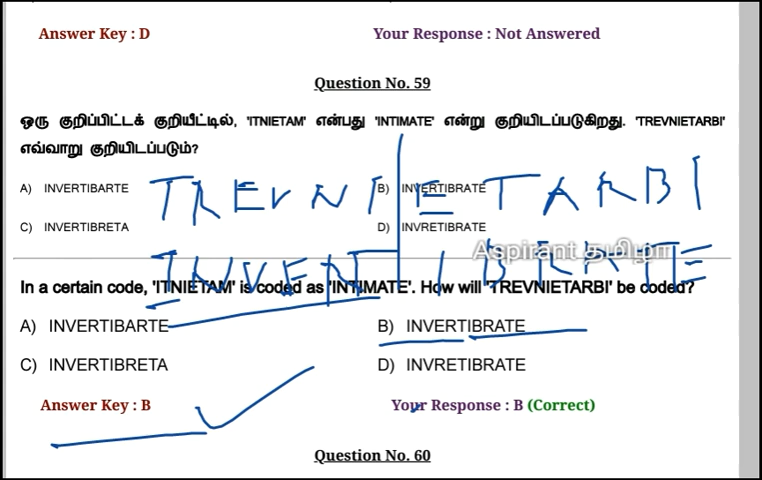 Answer Key : D Your Response : Not Answered
Question No. 59
ஒரு குறிப்பிட்டக் குறியீட்டில், 'ITNIETAM' என்பது 'INTIMATE' என்று குறியிடப்படுகிறது. 'TREVNIETARBI'
எவ்வாறு குறியிடப்படும்?
A) INVERTIBARTE B) INVERTIBRATE
TREVNI ETARBI
C) INVERTIBRETA D) INVRETIBRATE
Aspirant தமிழா
In a certain code, 'ITNIETAM' is coded as 'INTIMATE'. How will 'TREVNIETARBI' be coded?
A) INVERTIBARTE B) INVERTIBRATE
C) INVERTIBRETA D) INVRETIBRATE
Answer Key : B Your Response : B (Correct)
Question No. 60